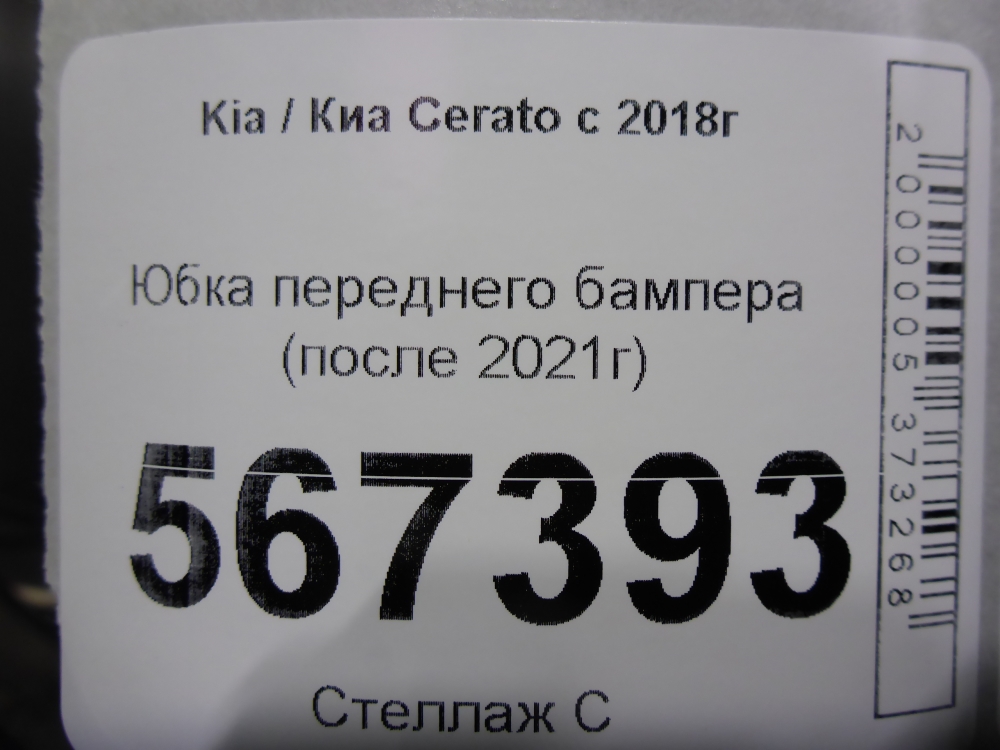 Kia / Киа Cerato с 2018г
Юбка переднего бампера
(после 2021г)
567393
Стеллаж С
2000005373268